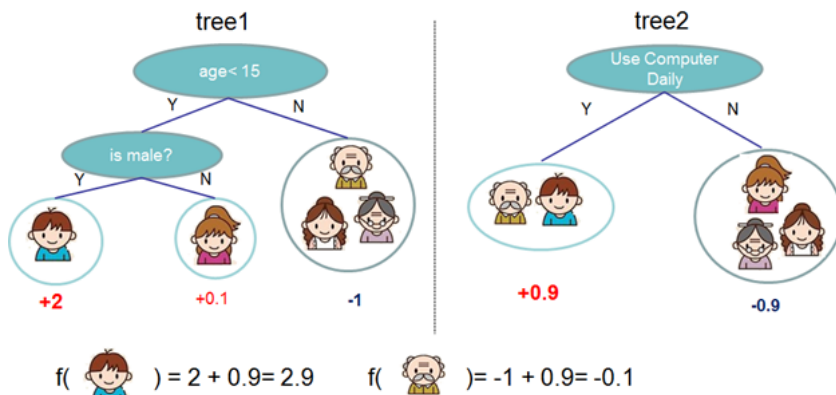 tree1
tree2
age< 15
Use Computer
Daily
Y
N
Y
N
is male?
Y
N
+2
+0.1
-1
+0.9
-0.9
f( ) = 2 + 0.9= 2.9
f( )= -1 + 0.9= -0.1